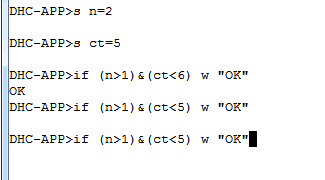 DHC-APP>s n=2
DHC-APP>s ct=5
DHC-APP>if (n>1)&(ct<6) w "OK"
OK
DHC-APP>if (n>1)&(ct<5) w "OK"
DHC-APP>if (n>1)&(ct<5) w "OK"